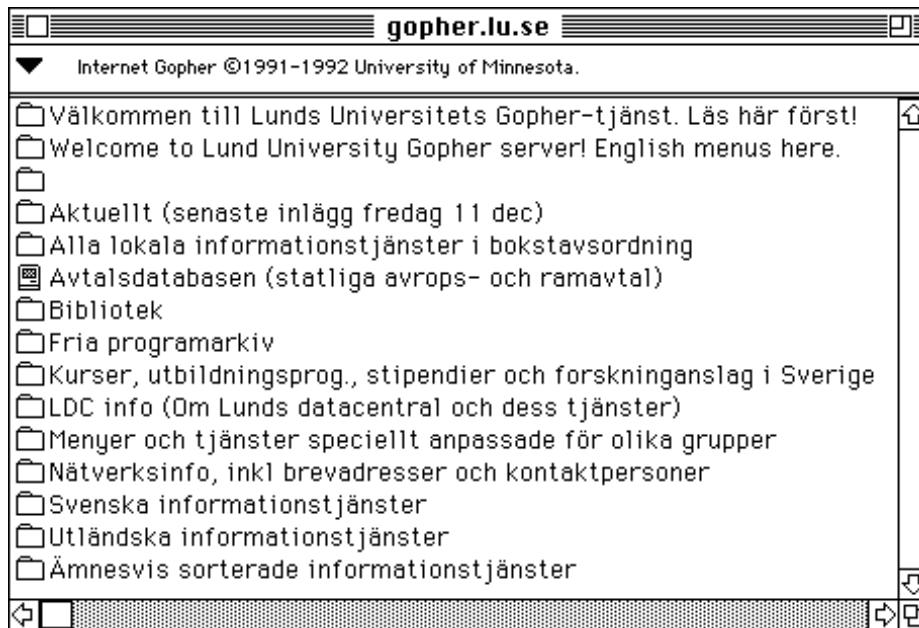 gopher.lu.se
Internet Gopher ©1991-1992 University of Minnesota.
Välkommen till Lunds Universitets Gopher-tjänst. Läs här först!
Welcome to Lund University Gopher server! English menus here.
Aktuellt (senaste inlägg fredag 11 dec)
Alla lokala informationstjänster i bokstavsordning
Avtalsdatabasen (statliga avrops- och ramavtal)
Bibliotek
Fria programarkiv
Kurser, utbildningsprog., stipendier och forskninganslag i Sverige
LDC info (Om Lunds datacentral och dess tjänster)
Menyer och tjänster speciellt anpassade för olika grupper
Nätverksinfo, inkl brevadresser och kontaktpersoner
Svenska informationstjänster
Utländska informationstjänster
Ämnesvis sorterade informationstjänster